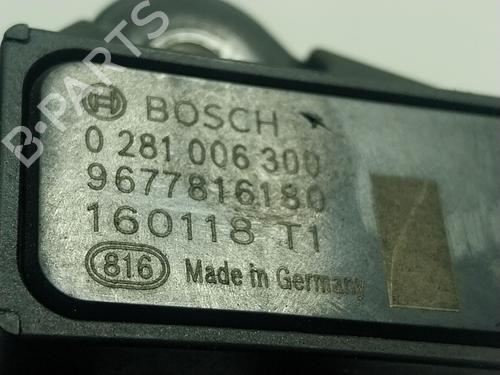 B-PARTS
BOSCH
0 281 006 300
9677816180
160118 T1
816 Made in Germany